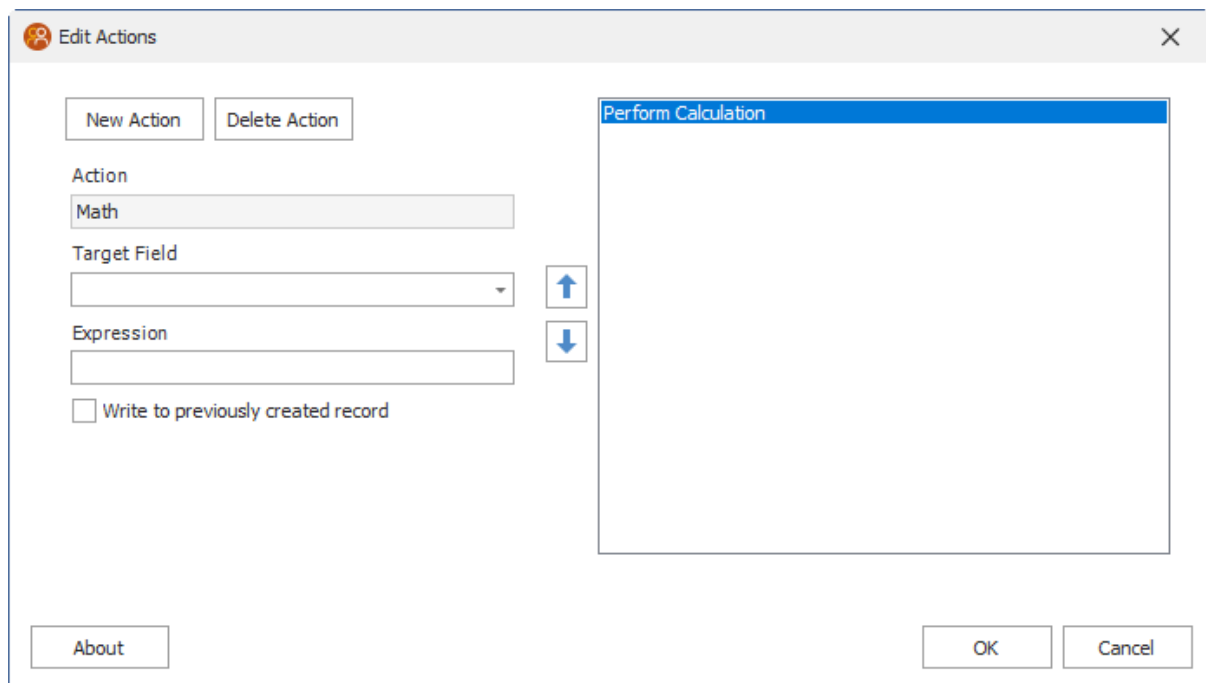 Edit Actions
New Action
Delete Action
Perform Calculation
Action
Math
Target Field
Expression
Write to previously created record
About
OK
Cancel